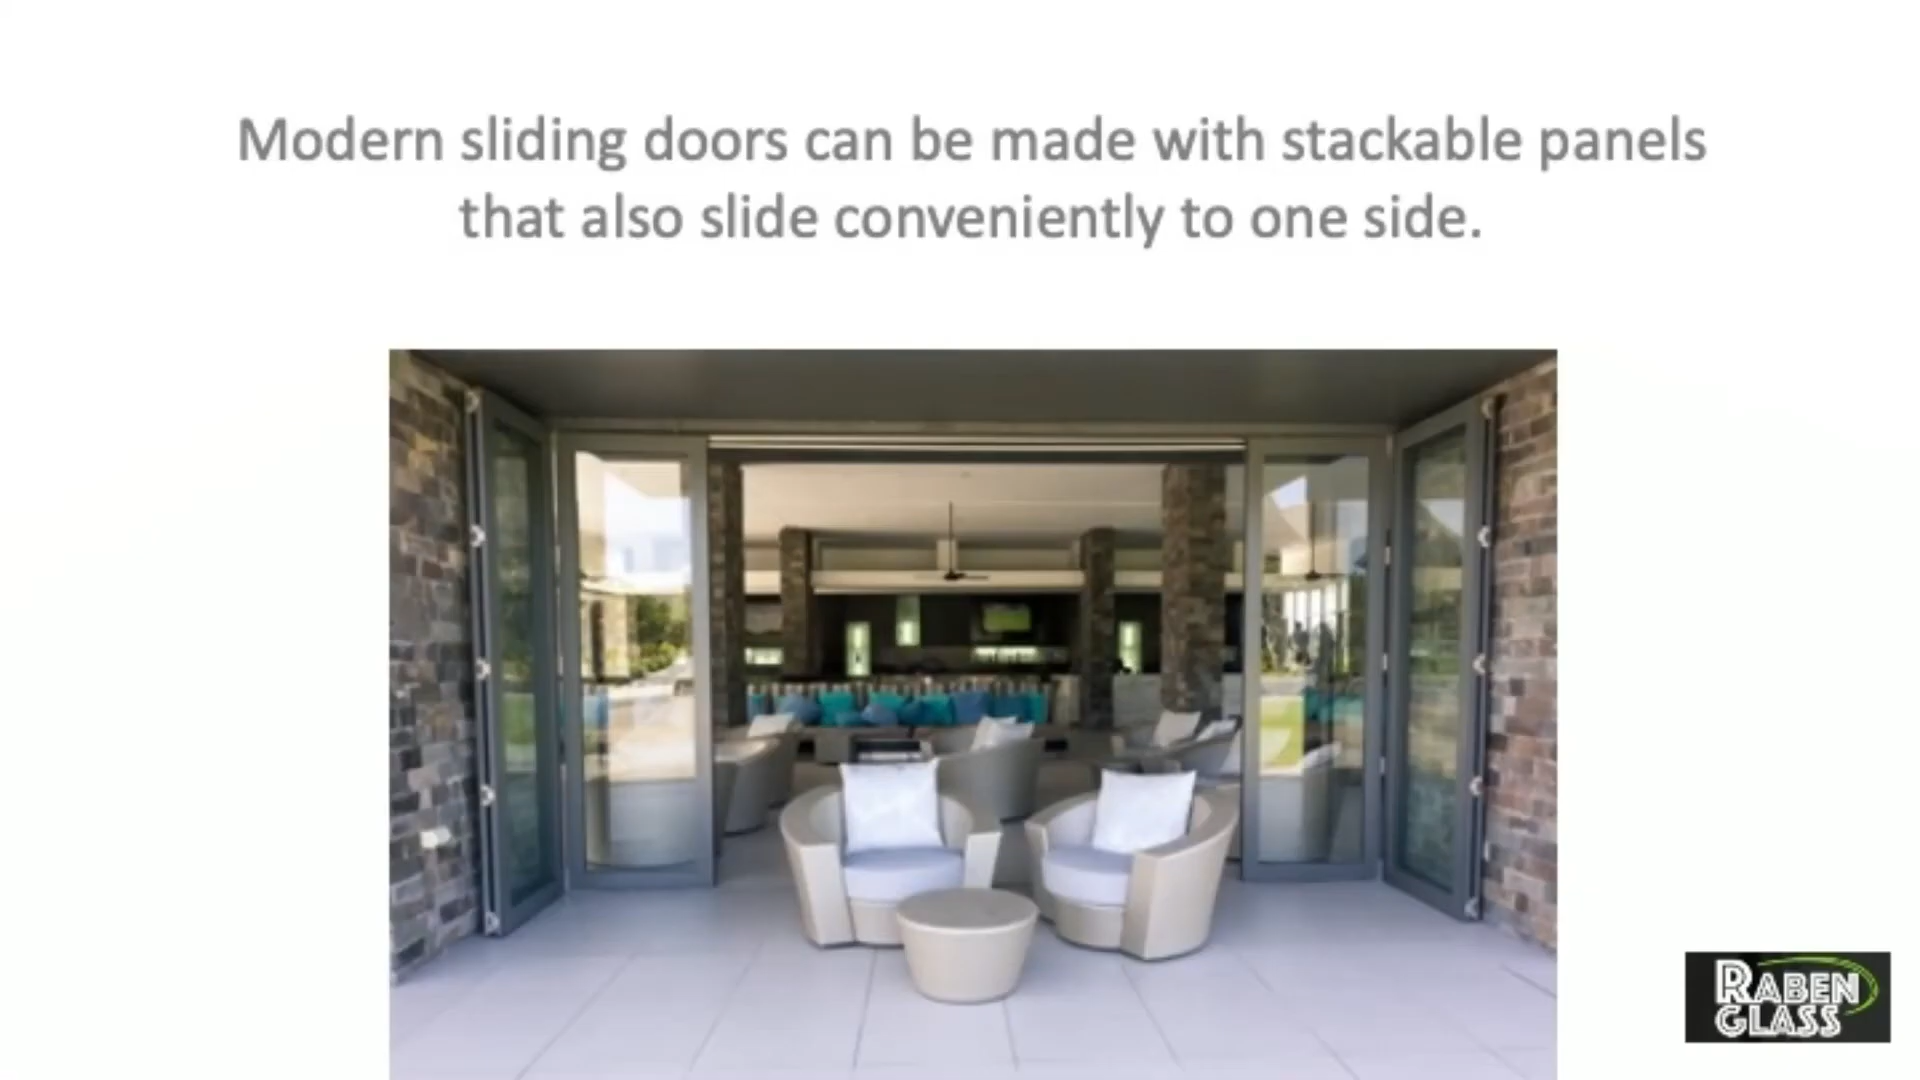 Modern sliding doors can be made with stackable panels
that also slide conveniently to one side.
RABEN
GLASS